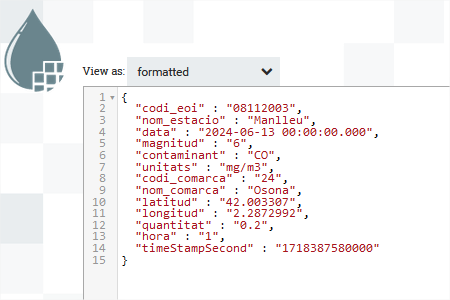 View as: formatted
1 {
2 "codi_eoi" : "08112003",
3 "nom_estacio" : "Manlleu",
4 "data" : "2024-06-13 00:00:00.000",
5 "magnitud" : "6",
6 "contaminant" : "CO",
7 "unitats" : "mg/m3",
8 "codi_comarca" : "24",
9 "nom_comarca" : "Osona",
10 "latitud" : "42.003307",
11 "longitud" : "2.2872992",
12 "quantitat" : "0.2",
13 "hora" : "1",
14 "timeStampSecond" : "1718387580000"
15 }